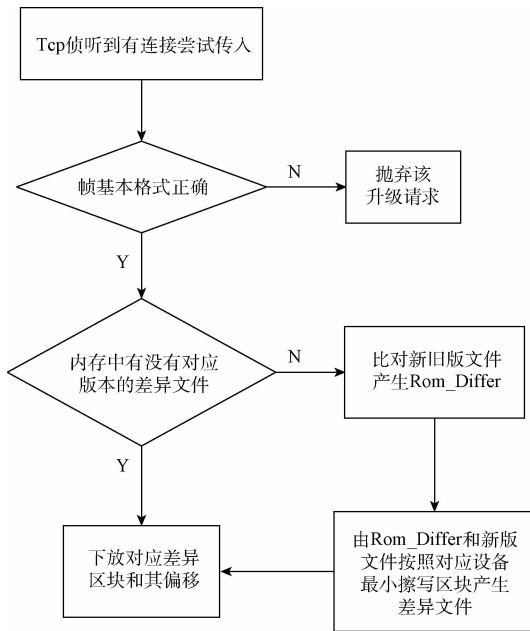 Tcp侦听到有连接尝试传入
帧基本格式正确
N
抛弃该
升级请求
Y
内存中有没有对应
版本的差异文件
N
比对新旧版文件
产生Rom_Differ
Y
下放对应差异
区块和其偏移
由Rom_Differ和新版
文件按照对应设备
最小擦写区块产生
差异文件